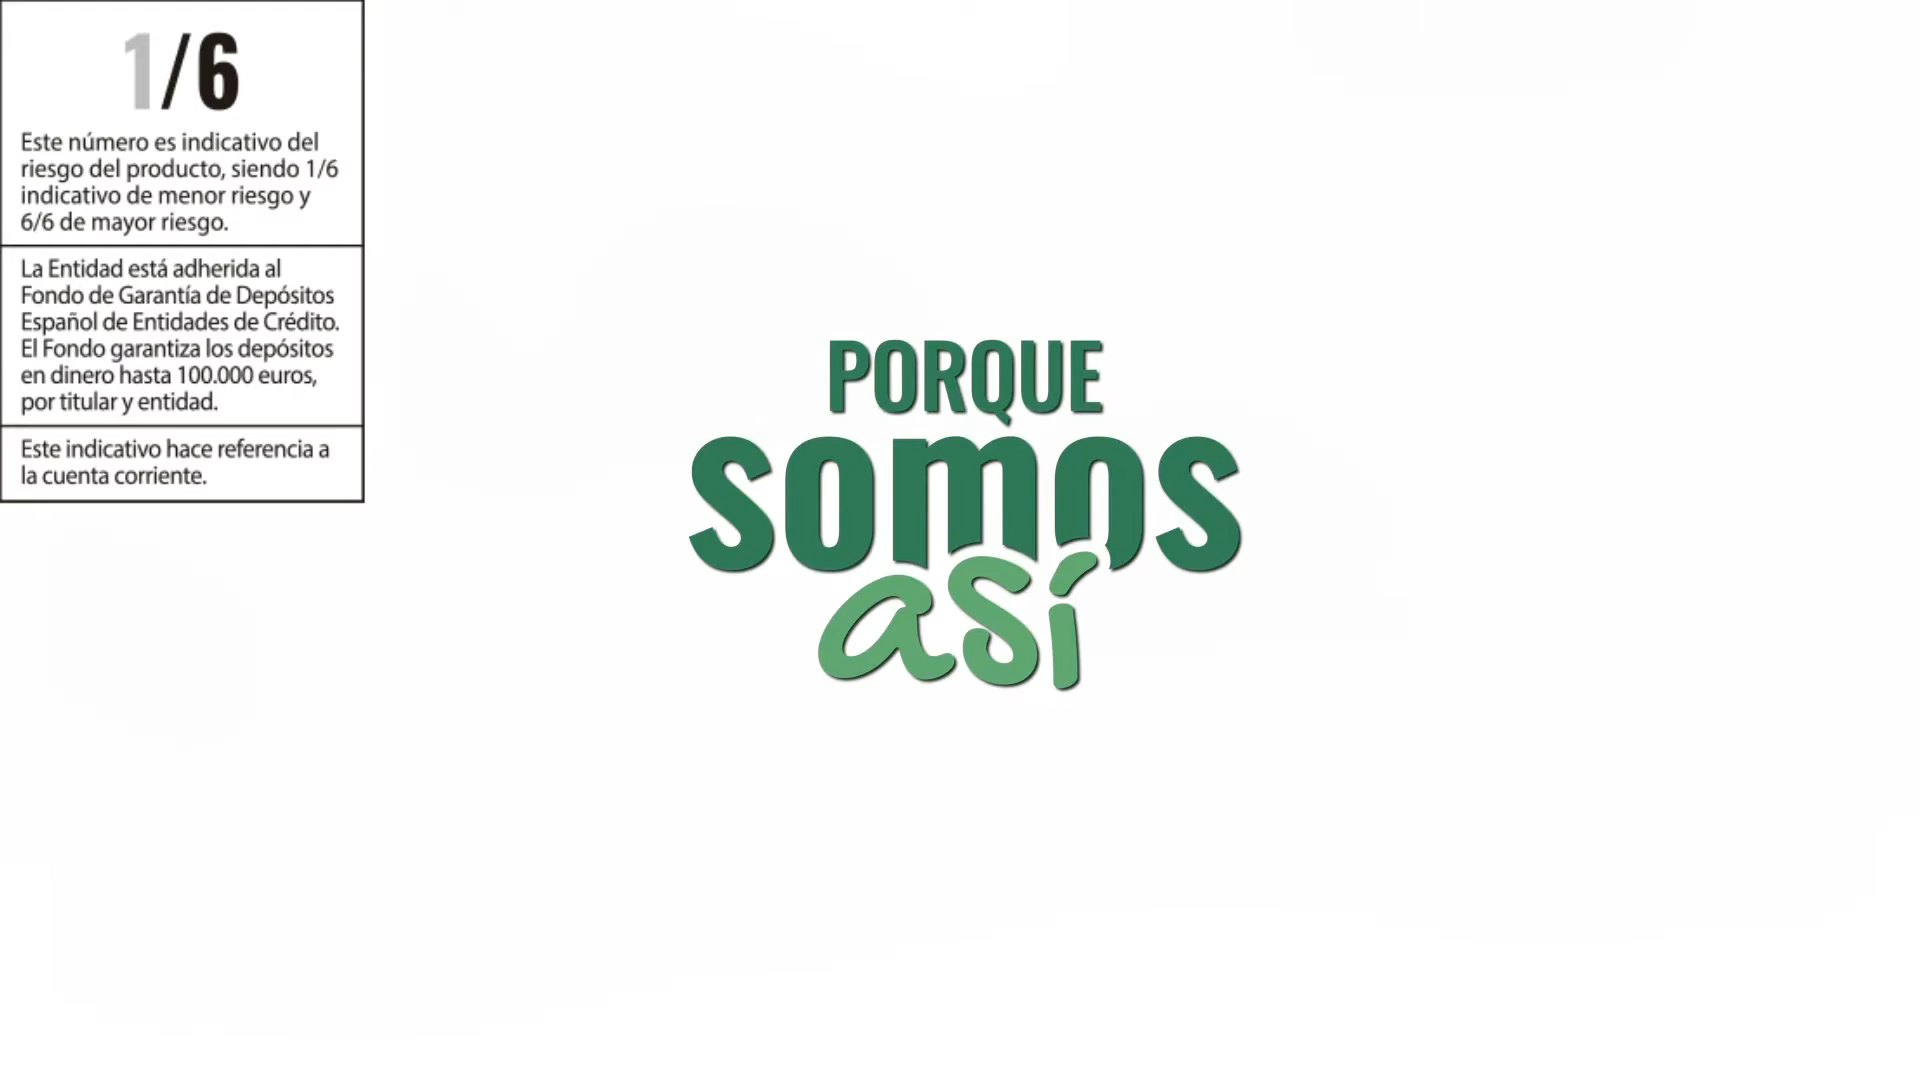 1/6
Este número es indicativo del
riesgo del producto, siendo 1/6
indicativo de menor riesgo y
6/6 de mayor riesgo.
La Entidad está adherida al
Fondo de Garantía de Depósitos
Español de Entidades de Crédito.
El Fondo garantiza los depósitos
en dinero hasta 100.000 euros,
por titular y entidad.
Este indicativo hace referencia a
la cuenta corriente.
PORQUE
somos
así